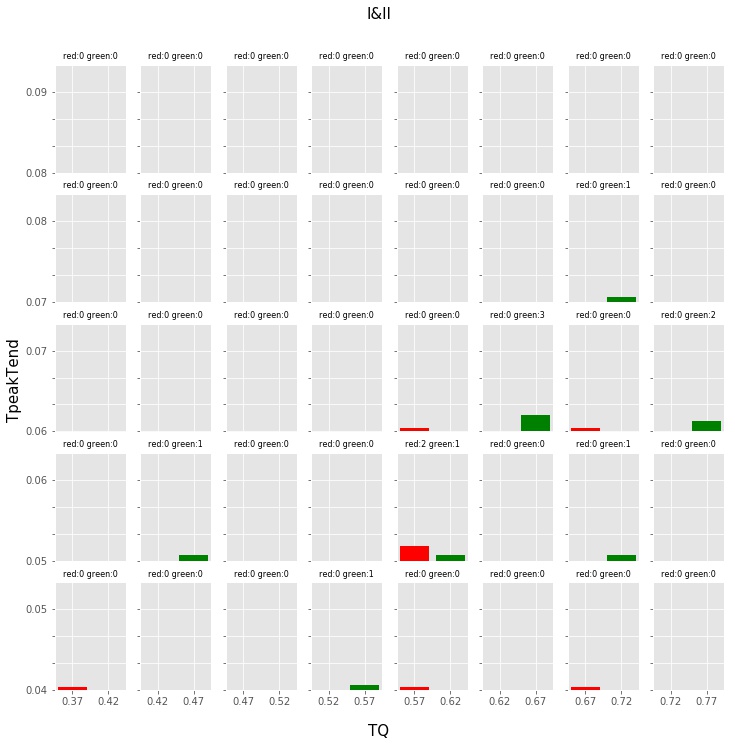 I&II
red:0 green:0 red:0 green:0 red:0 green:0 red:0 green:0 red:0 green:0 red:0 green:0 red:0 green:0 red:0 green:0
0.09
0.08
red:0 green:0 red:0 green:0 red:0 green:0 red:0 green:0 red:0 green:0 red:0 green:0 red:0 green:1 red:0 green:0
0.08
0.07
red:0 green:0 red:0 green:0 red:0 green:0 red:0 green:0 red:0 green:0 red:0 green:3 red:0 green:0 red:0 green:2
0.07
TpeakTend
0.06
red:0 green:0 red:0 green:1 red:0 green:0 red:0 green:0 red:2 green:1 red:0 green:0 red:0 green:1 red:0 green:0
0.06
0.05
red:0 green:0 red:0 green:0 red:0 green:0 red:0 green:1 red:0 green:0 red:0 green:0 red:0 green:0 red:0 green:0
0.05
0.04
0.37 0.42 0.42 0.47 0.47 0.52 0.52 0.57 0.57 0.62 0.62 0.67 0.67 0.72 0.72 0.77
TQ